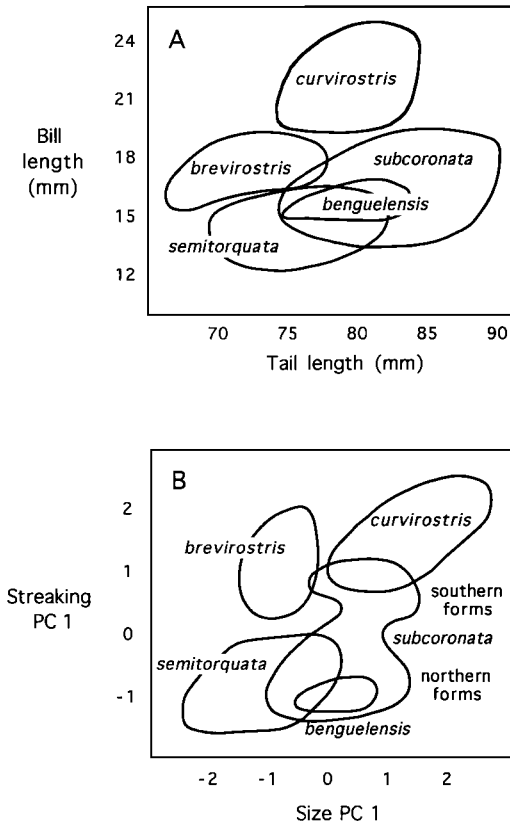 A
24
21
18
15
12
Bill
length
(mm)
curvirostris
brevirostris
subcoronata
benguelensis
semitorquata
70 75 80 85 90
Tail length (mm)
B
2
1
0
-1
Streaking
PC 1
curvirostris
brevirostris
southern
forms
subcoronata
semitorquata
northern
forms
benguelensis
-2 -1 0 1 2
Size PC 1